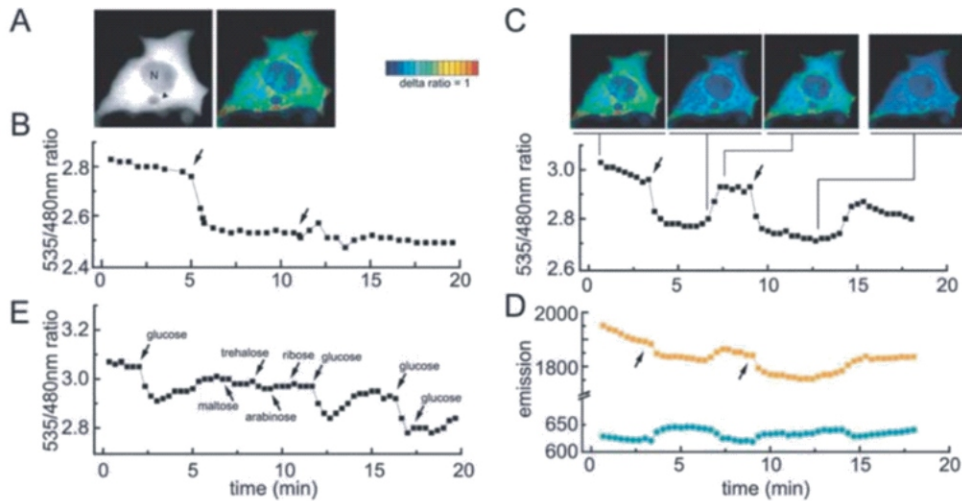 A
N
delta ratio = 1
B
535/480nm ratio
2.8
2.6
2.4
0
5
10
15
20
C
535/480nm ratio
3.0
2.8
2.6
0
5
10
15
20
E
535/480nm ratio
3.2
3.0
2.8
glucose
maltose
trehalose
arabinose
ribose
glucose
glucose
glucose
0
5
10
15
20
time (min)
D
emission
2000
1800
650
600
0
5
10
15
20
time (min)